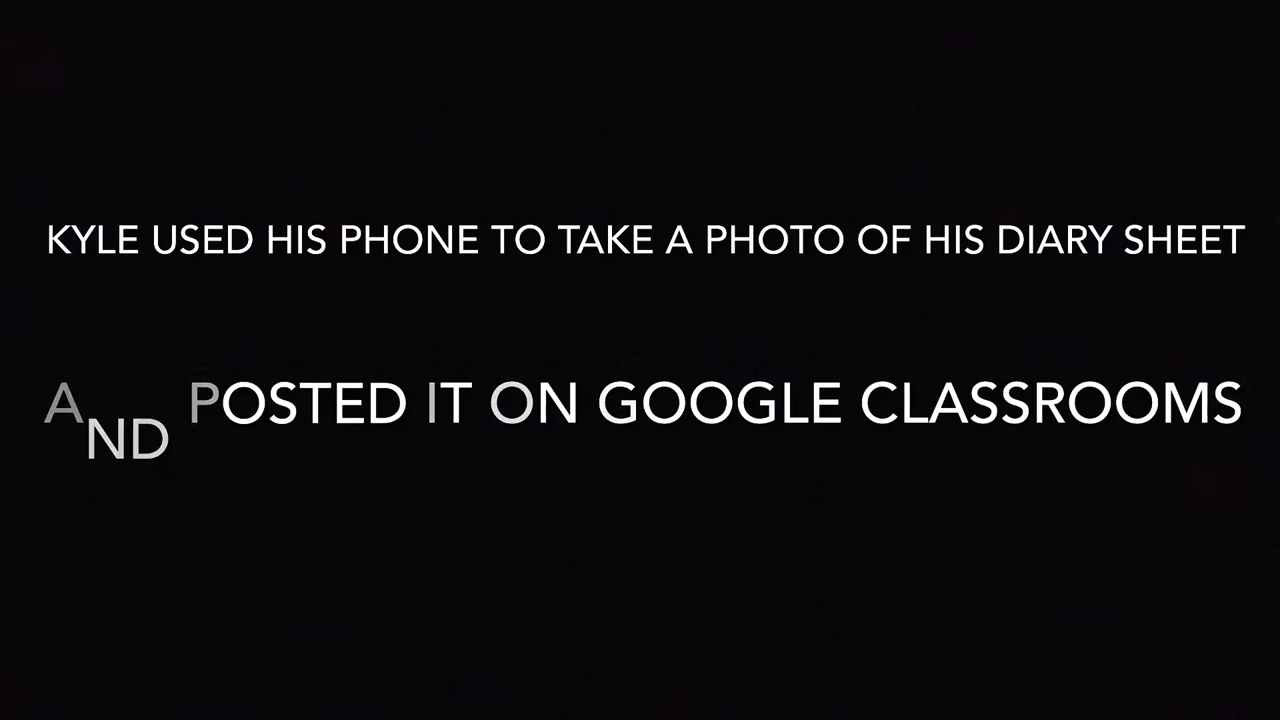 KYLE USED HIS PHONE TO TAKE A PHOTO OF HIS DIARY SHEET
AND POSTED IT ON GOOGLE CLASSROOMS